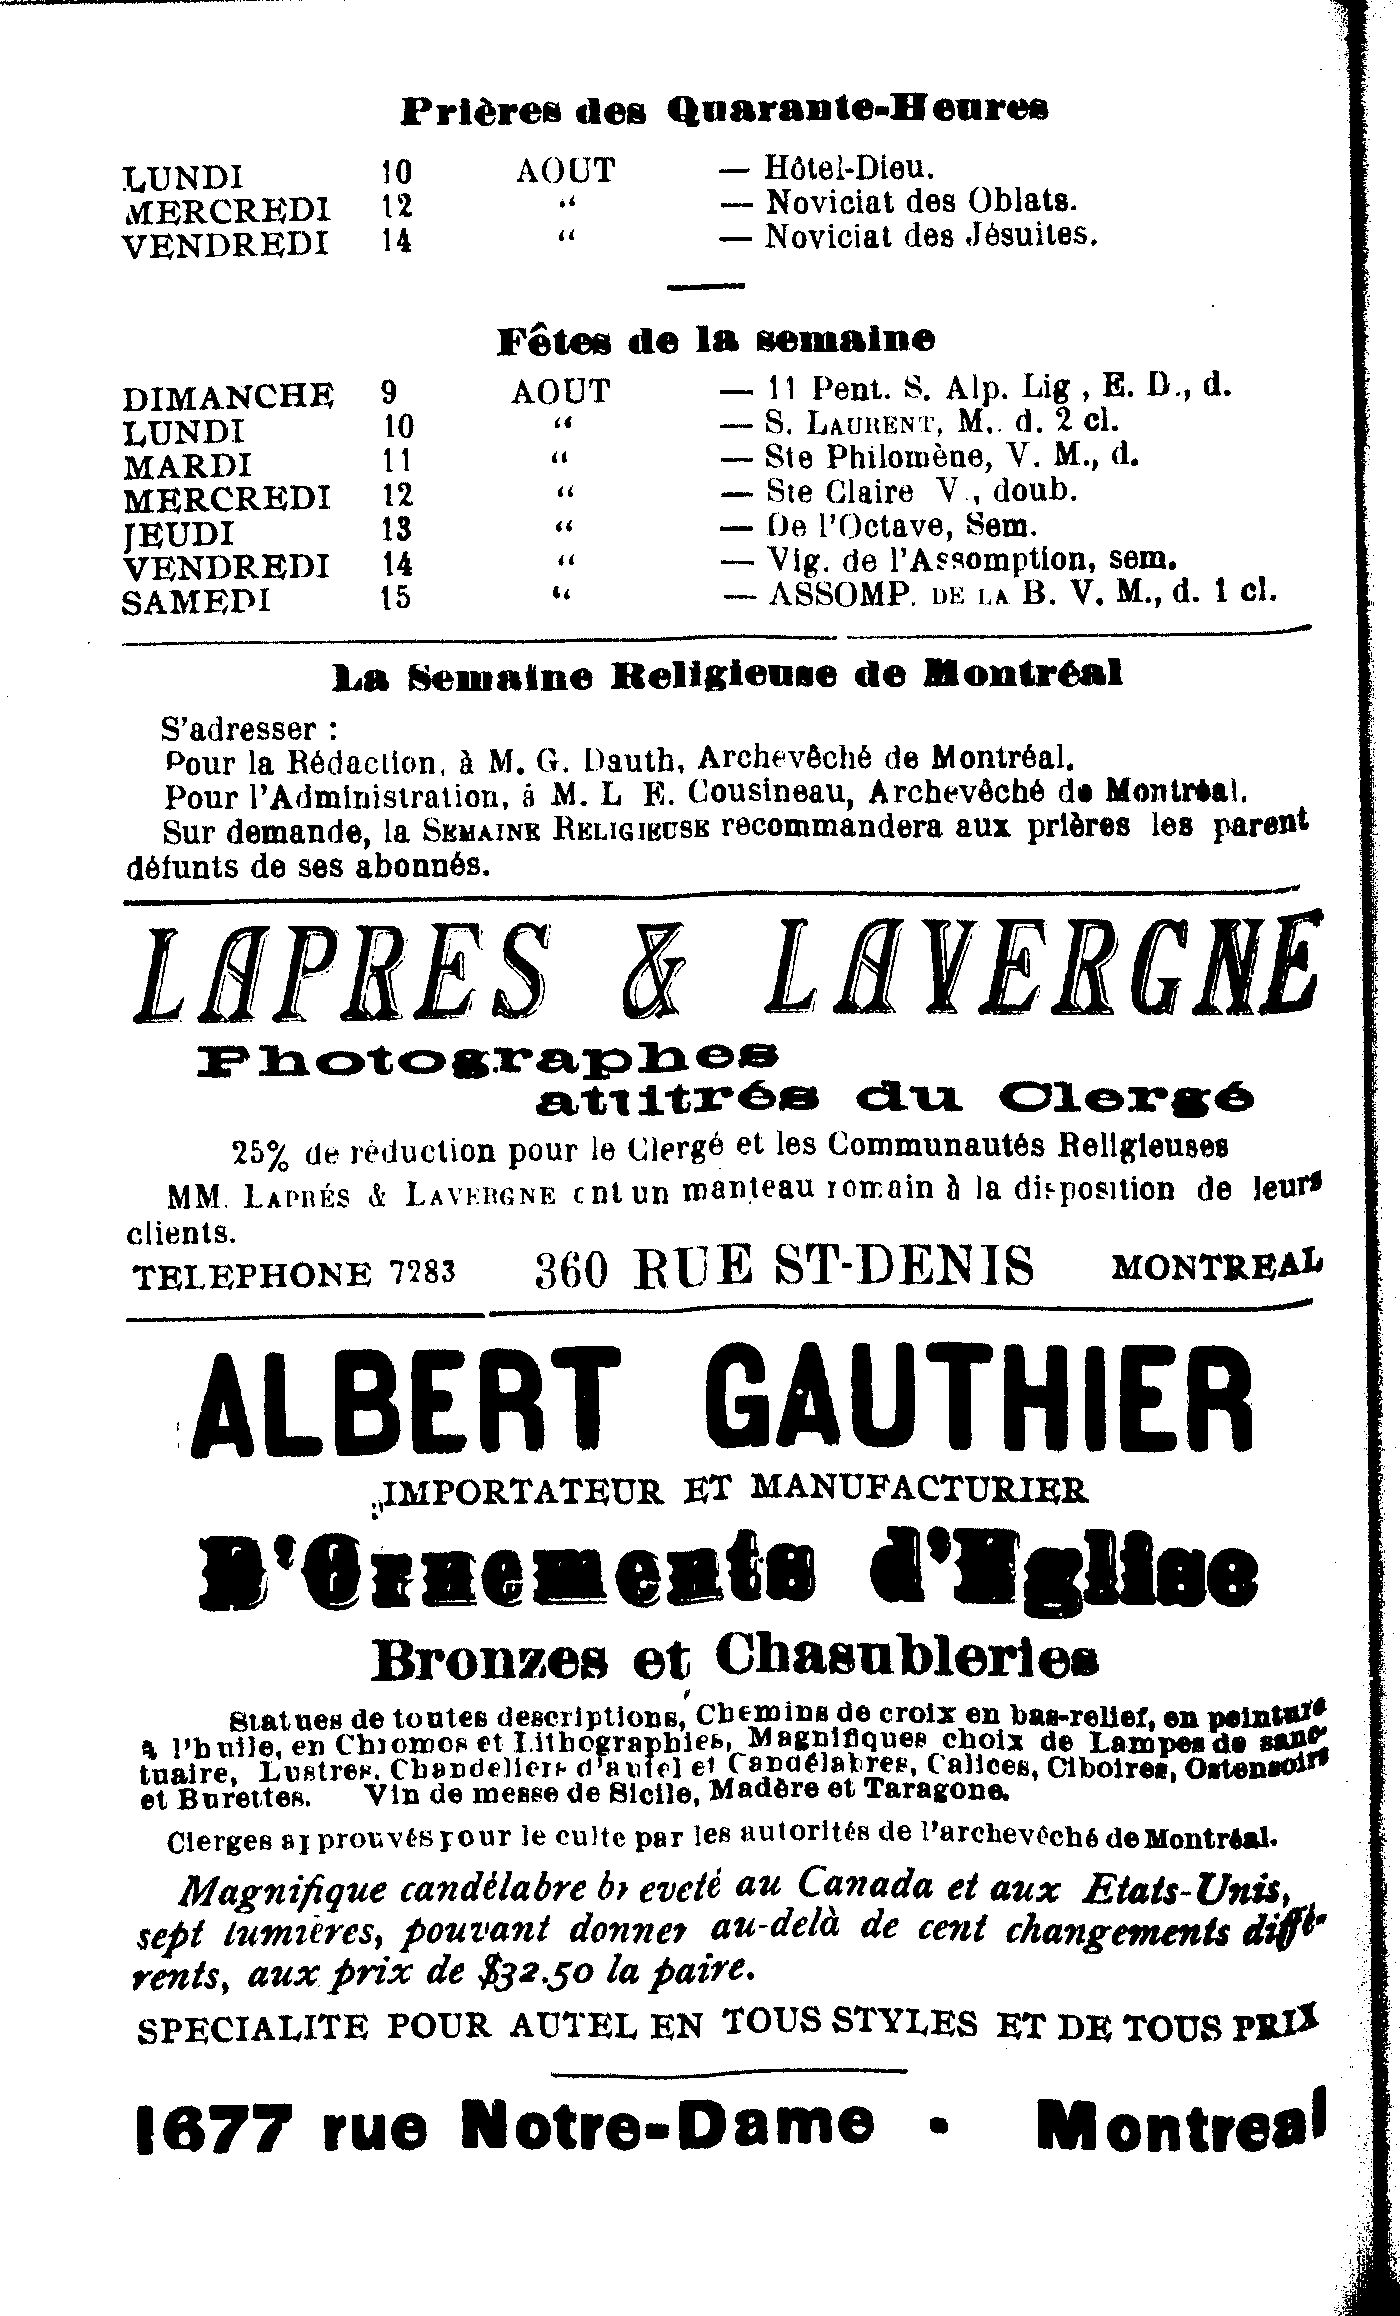 Prières des Quarante-Heures
LUNDI 10 AOUT — Hôtel-Dieu.
MERCREDI 12 “ — Noviciat des Oblats.
VENDREDI 14 “ — Noviciat des Jésuites.
Fêtes de la semaine
DIMANCHE 9 AOUT — 11 Pent. S. Alp. Lig , E. D., d.
LUNDI 10 “ — S. LAURENT, M., d. 2 cl.
MARDI 11 “ — Ste Philomène, V. M., d.
MERCREDI 12 “ — Ste Claire V., doub.
JEUDI 13 “ — De l'Octave, Sem.
VENDREDI 14 “ — Vig. de l'Assomption, sem.
SAMEDI 15 “ — ASSOMP. DE LA B. V. M., d. 1 cl.
La Semaine Religieuse de Montréal
S'adresser :
Pour la Rédaction, à M. G. Dauth, Archevêché de Montréal.
Pour l'Administration, à M. L E. Cousineau, Archevêché de Montréal.
Sur demande, la SEMAINE RELIGIEUSE recommandera aux prières les parent
défunts de ses abonnés.
LAPRES & LAVERGNE
Photographes
attitrés du Clergé
25% de réduction pour le Clergé et les Communautés Religieuses
MM. LAPRÉS & LAVERGNE ont un manteau romain à la disposition de leurs
clients.
TELEPHONE 7283 360 RUE ST-DENIS MONTREAL
ALBERT GAUTHIER
IMPORTATEUR ET MANUFACTURIER
D'Ornements d'Eglise
Bronzes et Chasubleries
Statues de toutes descriptions, Chemins de croix en bas-relief, en peinture
à l'huile, en Chromos et Lithographies, Magnifiques choix de Lampes de sanc-
tuaire, Lustres, Chandeliers d'autel et Candélabres, Calices, Ciboires, Ostensoirs
et Burettes. Vin de messe de Sicile, Madère et Taragone.
Cierges approuvés pour le culte par les autorités de l'archevêché de Montréal.
Magnifique candélabre breveté au Canada et aux Etats-Unis,
sept lumières, pouvant donner au-delà de cent changements diffé-
rents, aux prix de $32.50 la paire.
SPECIALITE POUR AUTEL EN TOUS STYLES ET DE TOUS PRIX
1677 rue Notre-Dame - Montreal